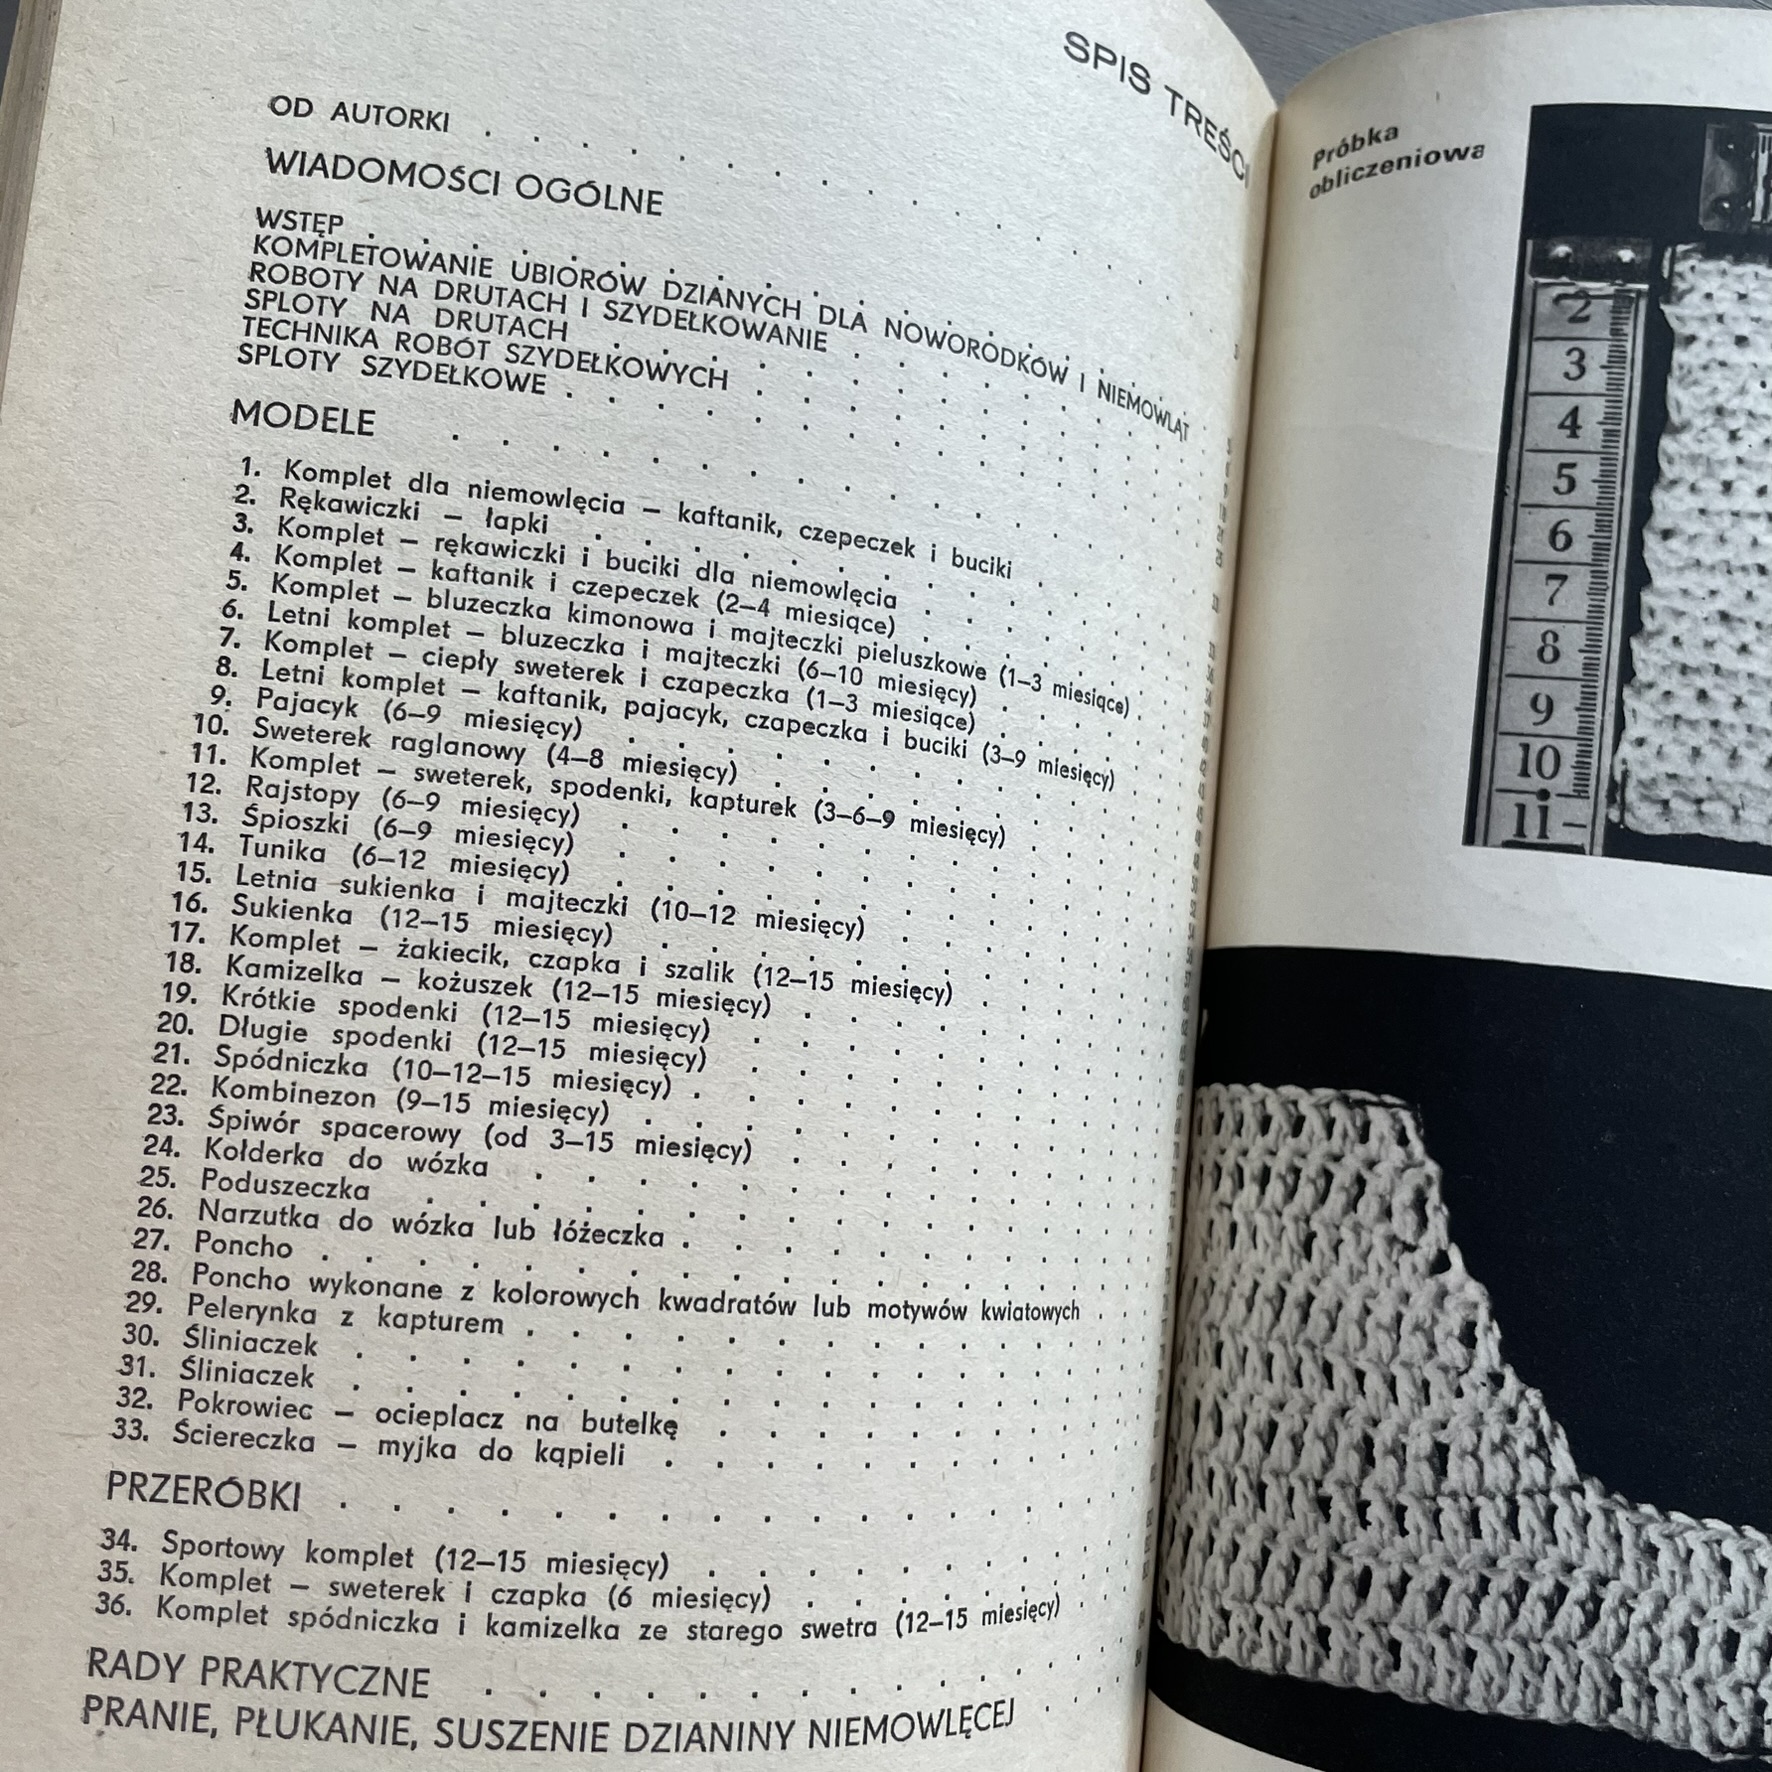 SPIS TREŚCI
OD AUTORKI
WIADOMOŚCI OGÓLNE
WSTĘP
KOMPLETOWANIE UBIORÓW DZIANYCH DLA NOWORODKÓW I NIEMOWLĄT
ROBOTY NA DRUTACH I SZYDEŁKOWANIE
SPLOTY NA DRUTACH
TECHNIKA ROBÓT SZYDEŁKOWYCH
SPLOTY SZYDEŁKOWE
MODELE
1. Komplet dla niemowlęcia – kaftanik, czepeczek i buciki
2. Rękawiczki – łapki
3. Komplet – rękawiczki i buciki dla niemowlęcia
4. Komplet – kaftanik i czepeczek (2–4 miesiące)
5. Komplet – bluzeczka kimonowa i majteczki pieluszkowe (1–3 miesiące)
6. Letni komplet – bluzeczka i majteczki (6–10 miesięcy)
7. Komplet – ciepły sweterek i czapeczka (1–3 miesiące)
8. Letni komplet – kaftanik, pajacyk, czapeczka i buciki (3–9 miesięcy)
9. Pajacyk (6–9 miesięcy)
10. Sweterek raglanowy (4–8 miesięcy)
11. Komplet – sweterek, spodenki, kapturek (3–6–9 miesięcy)
12. Rajstopy (6–9 miesięcy)
13. Śpioszki (6–9 miesięcy)
14. Tunika (6–12 miesięcy)
15. Letnia sukienka i majteczki (10–12 miesięcy)
16. Sukienka (12–15 miesięcy)
17. Komplet – żakiecik, czapka i szalik (12–15 miesięcy)
18. Kamizelka – kożuszek (12–15 miesięcy)
19. Krótkie spodenki (12–15 miesięcy)
20. Długie spodenki (12–15 miesięcy)
21. Spódniczka (10–12–15 miesięcy)
22. Kombinezon (9–15 miesięcy)
23. Śpiwór spacerowy (od 3–15 miesięcy)
24. Kołderka do wózka
25. Poduszeczka
26. Narzutka do wózka lub łóżeczka
27. Poncho
28. Poncho wykonane z kolorowych kwadratów lub motywów kwiatowych
29. Pelerynka z kapturem
30. Śliniaczek
31. Śliniaczek
32. Pokrowiec – ocieplacz na butelkę
33. Ściereczka – myjka do kąpieli
PRZERÓBKI
34. Sportowy komplet (12–15 miesięcy)
35. Komplet – sweterek i czapka (6 miesięcy)
36. Komplet spódniczka i kamizelka ze starego swetra (12–15 miesięcy)
RADY PRAKTYCZNE
PRANIE, PŁUKANIE, SUSZENIE DZIANINY NIEMOWLĘCEJ
Próbka
obliczeniowa
2
3
4
5
6
7
8
9
10
11